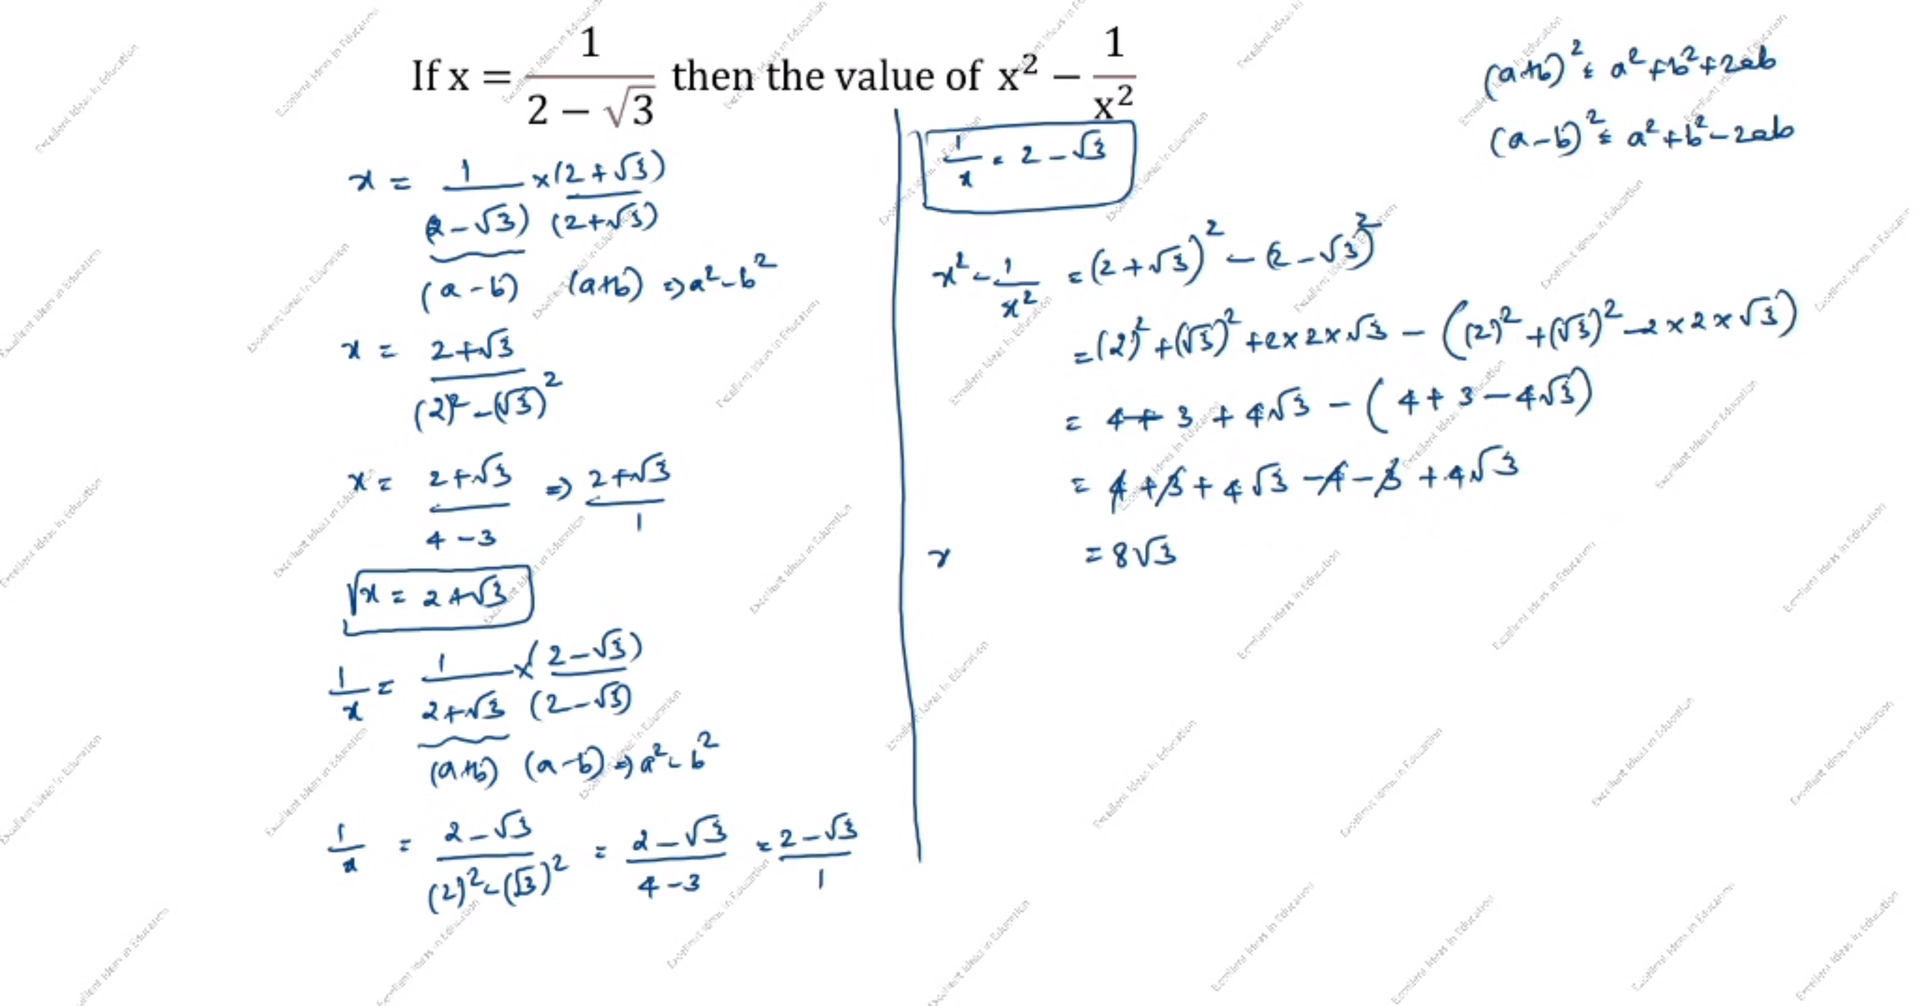 If x = 1/(2 − √3) then the value of x² − 1/x²
(a+b)² = a²+b²+2ab
(a−b)² = a²+b²−2ab
x = 1/(2−√3) × (2+√3)/(2+√3)
(a−b) (a+b) ⇒ a²−b²
x = (2+√3)/((2)²−(√3)²)
x = (2+√3)/(4−3) ⇒ (2+√3)/1
x = 2+√3
1/x = 1/(2+√3) × (2−√3)/(2−√3)
(a+b) (a−b) ⇒ a²−b²
1/x = (2−√3)/((2)²−(√3)²) = (2−√3)/(4−3) = (2−√3)/1
1/x = 2−√3
x² − 1/x² = (2+√3)² − (2−√3)²
= (2)²+(√3)²+2×2×√3 − ((2)²+(√3)²−2×2×√3)
= 4+3+4√3−(4+3−4√3)
= 4+3+4√3−4−3+4√3
x = 8√3
Excellent Ideas in Education